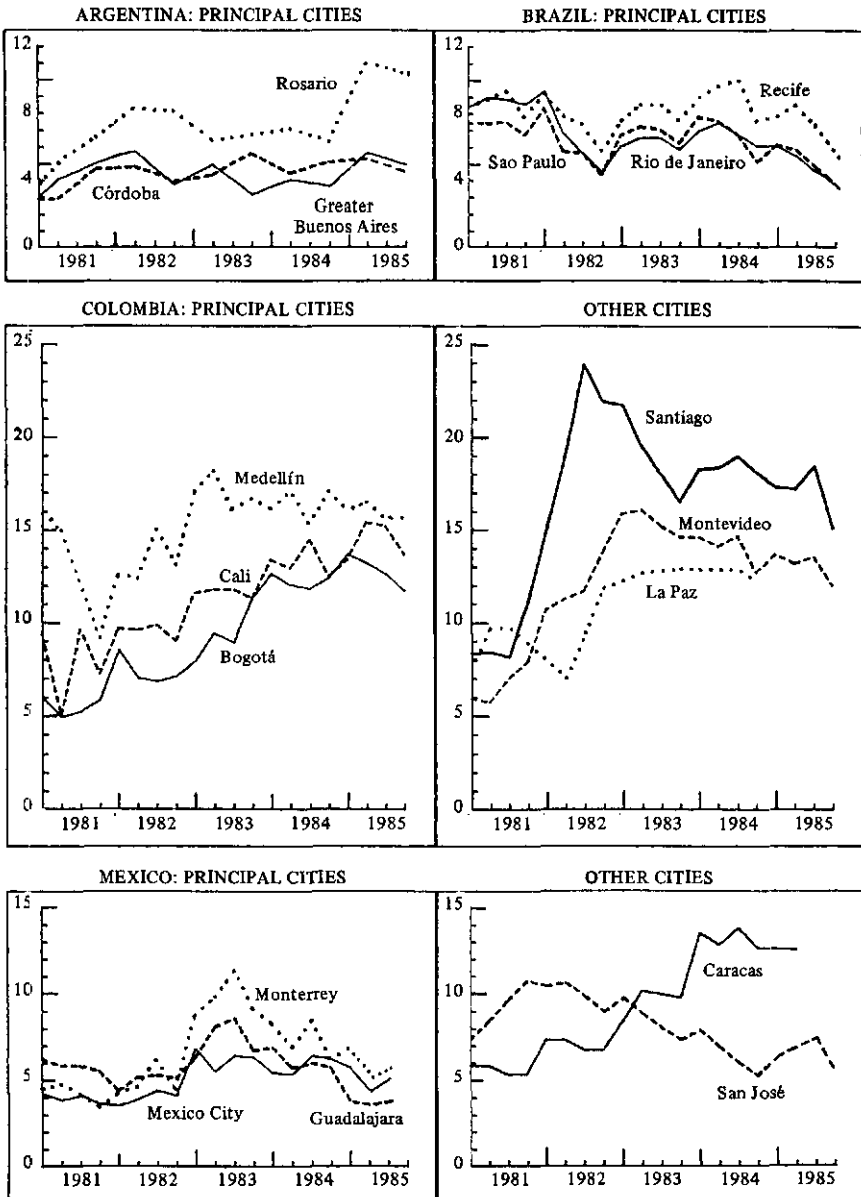 ARGENTINA: PRINCIPAL CITIES
12
8
4
0
Rosario
Córdoba
Greater
Buenos Aires
1981 1982 1983 1984 1985
BRAZIL: PRINCIPAL CITIES
12
8
4
0
Recife
Sao Paulo
Rio de Janeiro
1981 1982 1983 1984 1985
COLOMBIA: PRINCIPAL CITIES
25
20
15
10
5
0
Medellín
Cali
Bogotá
1981 1982 1983 1984 1985
OTHER CITIES
25
20
15
10
5
0
Santiago
Montevideo
La Paz
1981 1982 1983 1984 1985
MEXICO: PRINCIPAL CITIES
15
10
5
0
Monterrey
Mexico City
Guadalajara
1981 1982 1983 1984 1985
OTHER CITIES
15
10
5
0
Caracas
San José
1981 1982 1983 1984 1985